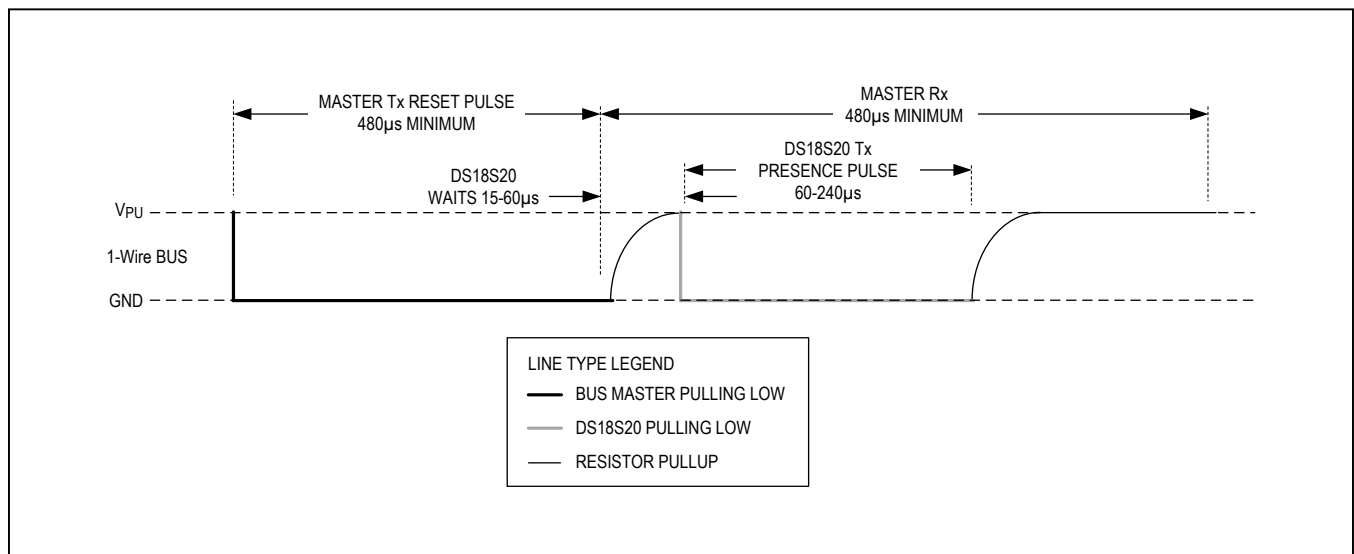 MASTER Tx RESET PULSE
480µs MINIMUM
MASTER Rx
480µs MINIMUM
DS18S20
WAITS 15-60µs
DS18S20 Tx
PRESENCE PULSE
60-240µs
VPU
1-Wire BUS
GND
LINE TYPE LEGEND
BUS MASTER PULLING LOW
DS18S20 PULLING LOW
RESISTOR PULLUP